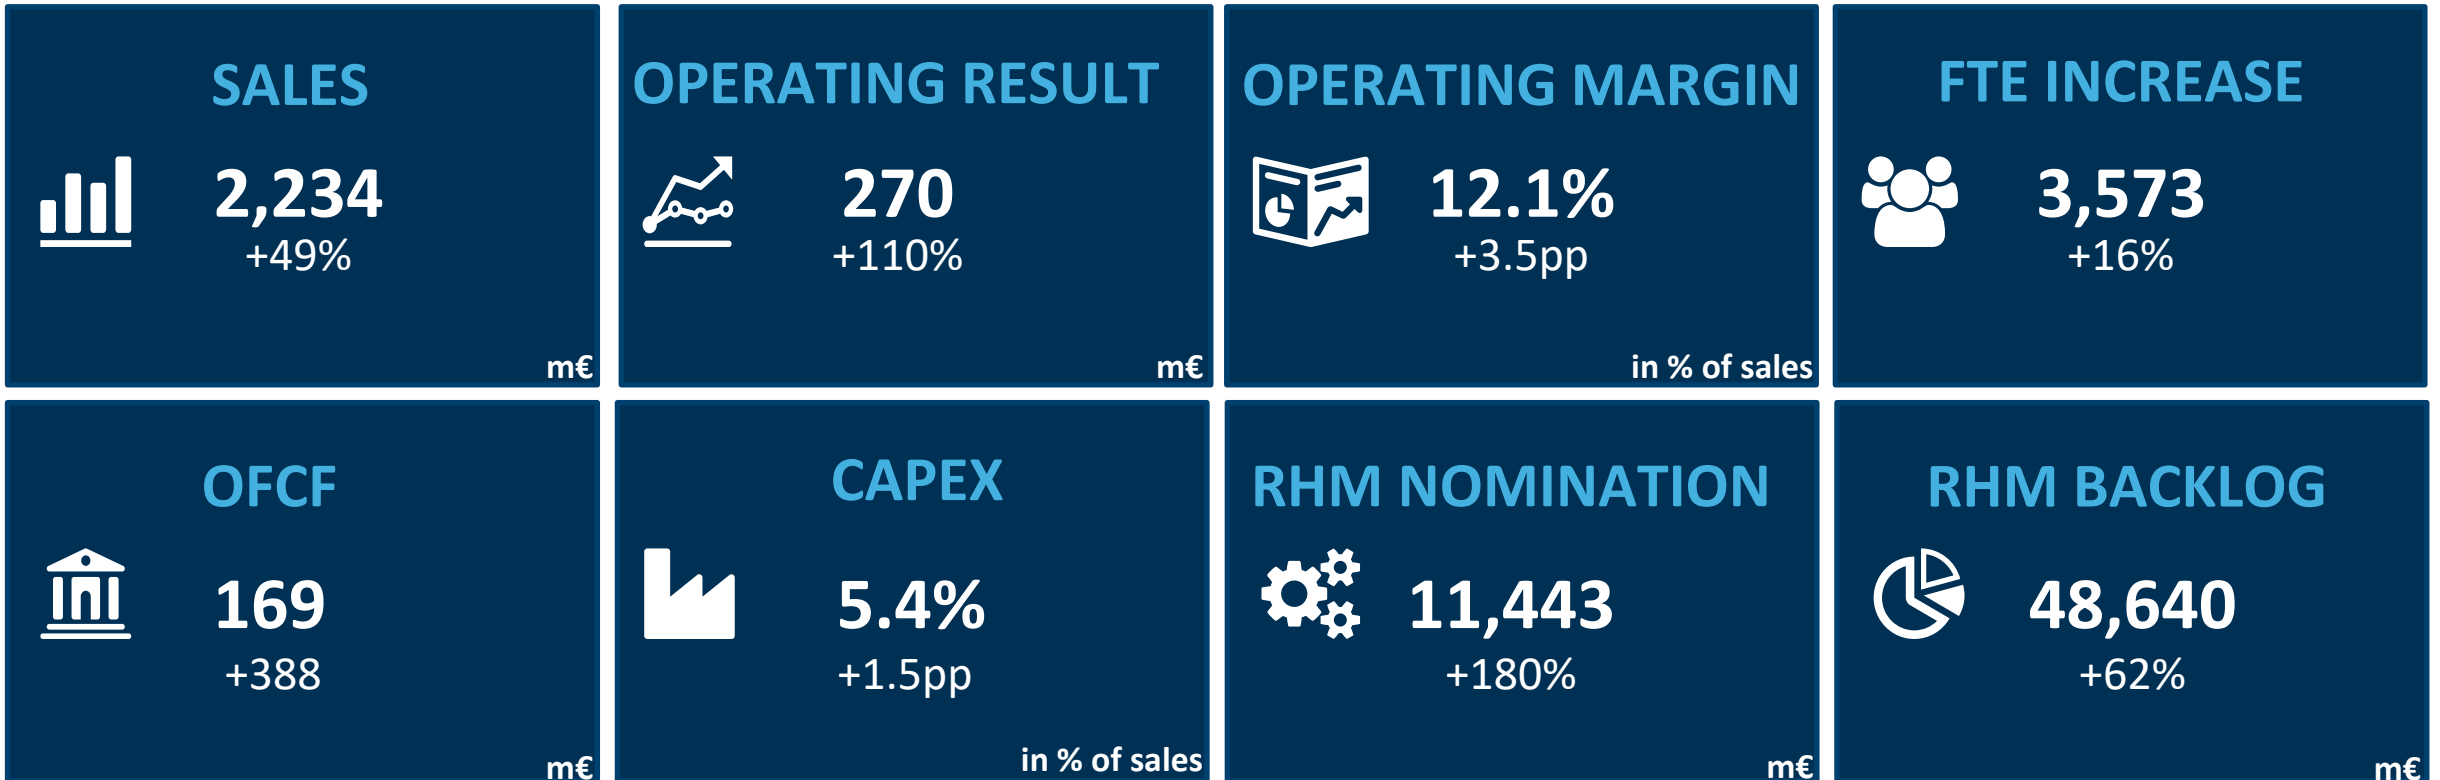 SALES
2,234
+49%
m€
OPERATING RESULT
270
+110%
m€
OPERATING MARGIN
12.1%
+3.5pp
in % of sales
FTE INCREASE
3,573
+16%
OFCF
169
+388
m€
CAPEX
5.4%
+1.5pp
in % of sales
RHM NOMINATION
11,443
+180%
m€
RHM BACKLOG
48,640
+62%
m€